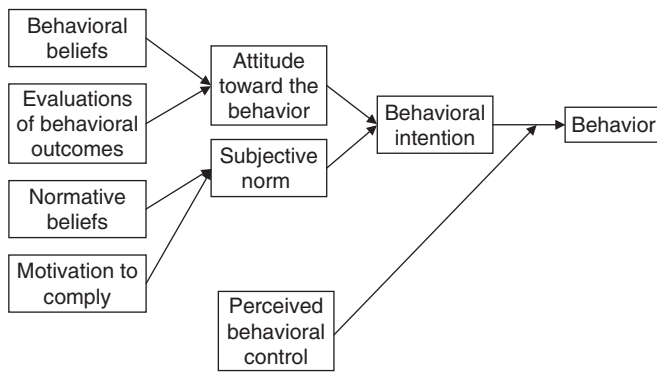 Behavioral
beliefs
Evaluations
of behavioral
outcomes
Normative
beliefs
Motivation to
comply
Attitude
toward the
behavior
Subjective
norm
Perceived
behavioral
control
Behavioral
intention
Behavior